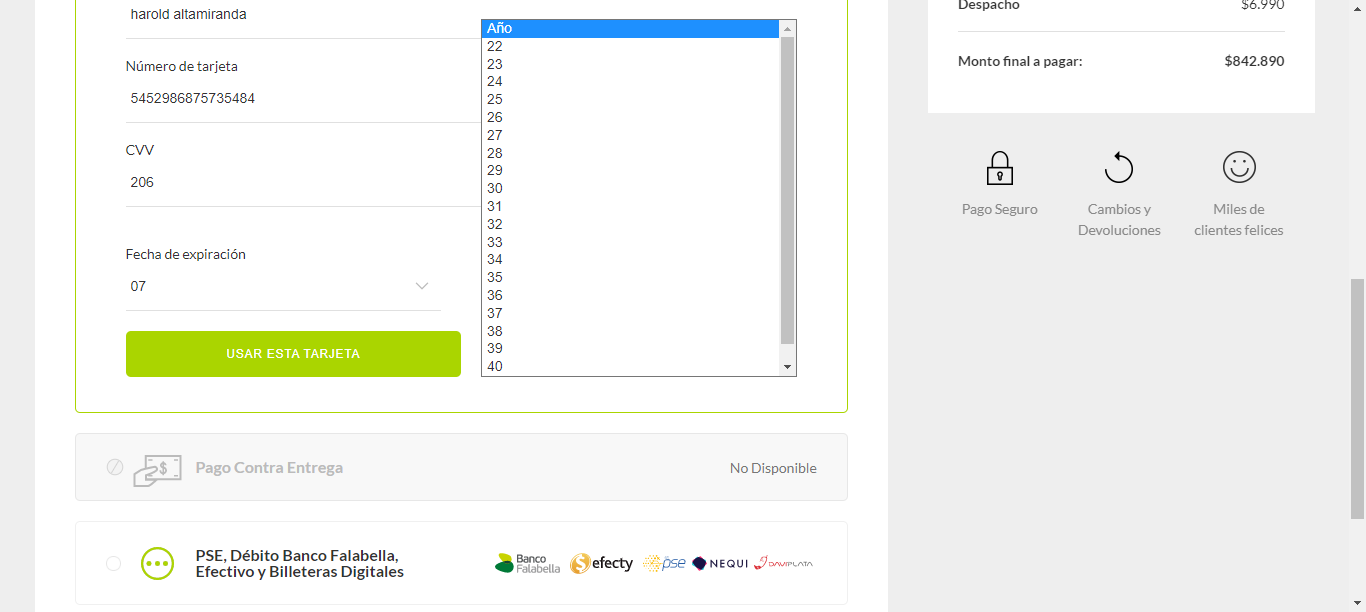 harold altamiranda
Número de tarjeta
5452986875735484
CVV
206
Fecha de expiración
07
USAR ESTA TARJETA
Año
22
23
24
25
26
27
28
29
30
31
32
33
34
35
36
37
38
39
40
Pago Contra Entrega
No Disponible
PSE, Débito Banco Falabella,
Efectivo y Billeteras Digitales
Banco
Falabella
efecty
pse
NEQUI
DAVIPLATA
Despacho $6.990
Monto final a pagar: $842.890
Pago Seguro
Cambios y
Devoluciones
Miles de
clientes felices